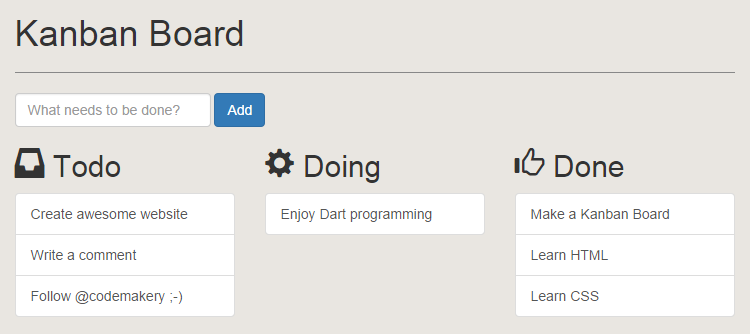 Kanban Board
What needs to be done?
Add
Todo
Create awesome website
Write a comment
Follow @codemakery ;-)
Doing
Enjoy Dart programming
Done
Make a Kanban Board
Learn HTML
Learn CSS